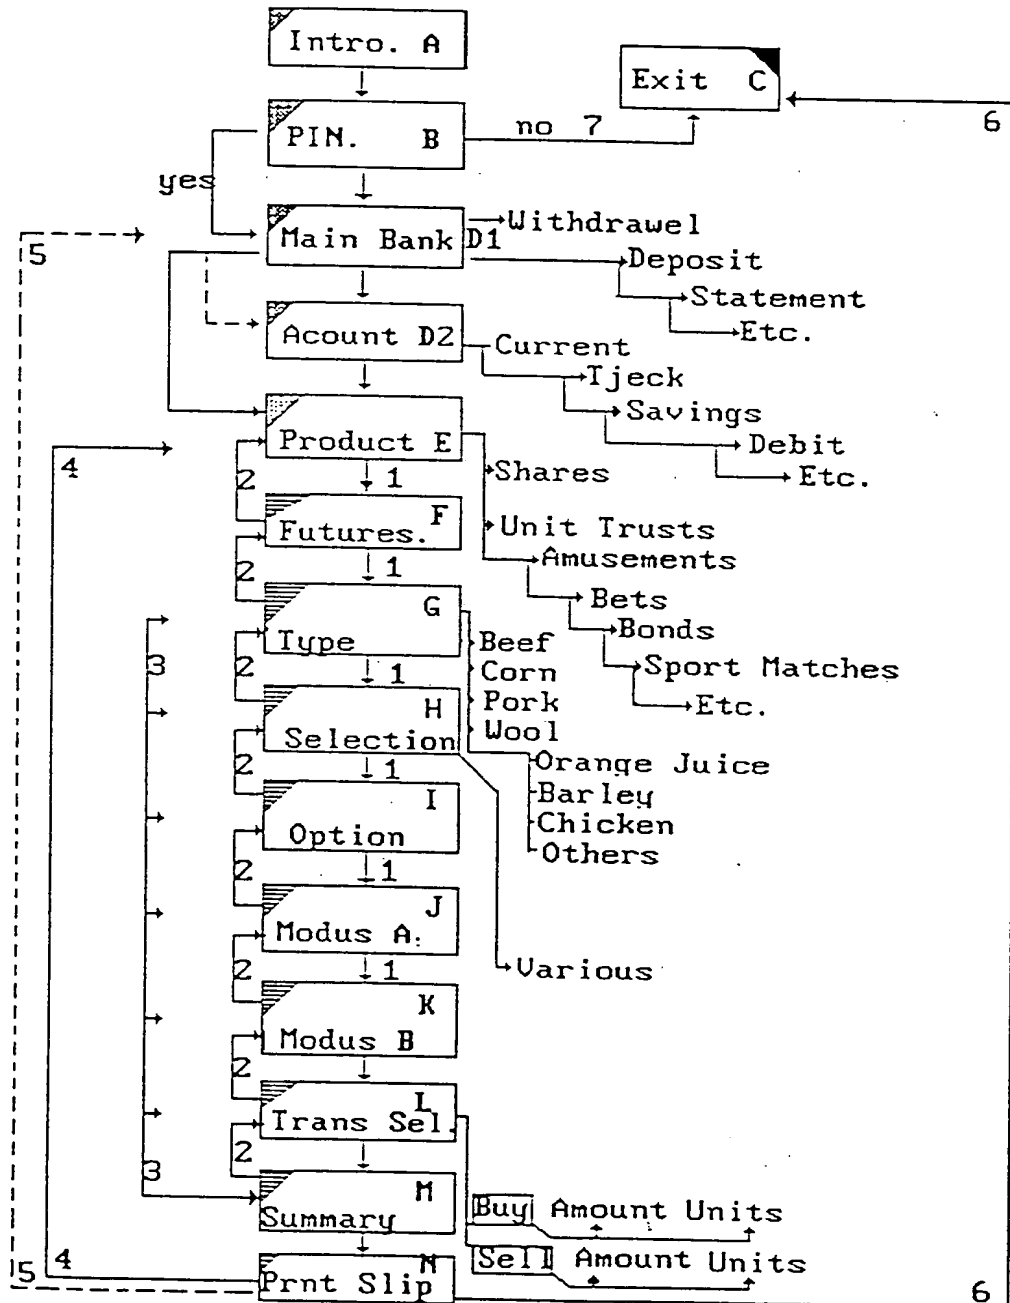 Intro. A
Exit C
6
PIN. B
no 7
yes
Main Bank D1
Withdrawel
5
Deposit
Statement
Etc.
Acount D2
Current
Tjeck
Savings
Debit
Etc.
Product E
4
1
2
Shares
Futures. F
Unit Trusts
1
2
Amusements
Bets
Type G
Bonds
Beef
3
2
1
Corn
Sport Matches
Pork
Etc.
H
Selection
Wool
2
1
Orange Juice
Barley
I
Option
Chicken
Others
2
1
J
Modus A.
2
1
Various
K
Modus B
2
L
Trans Sel.
2
3
M
Summary
Buy Amount Units
4
N
Prnt Slip
Sell Amount Units
5
6